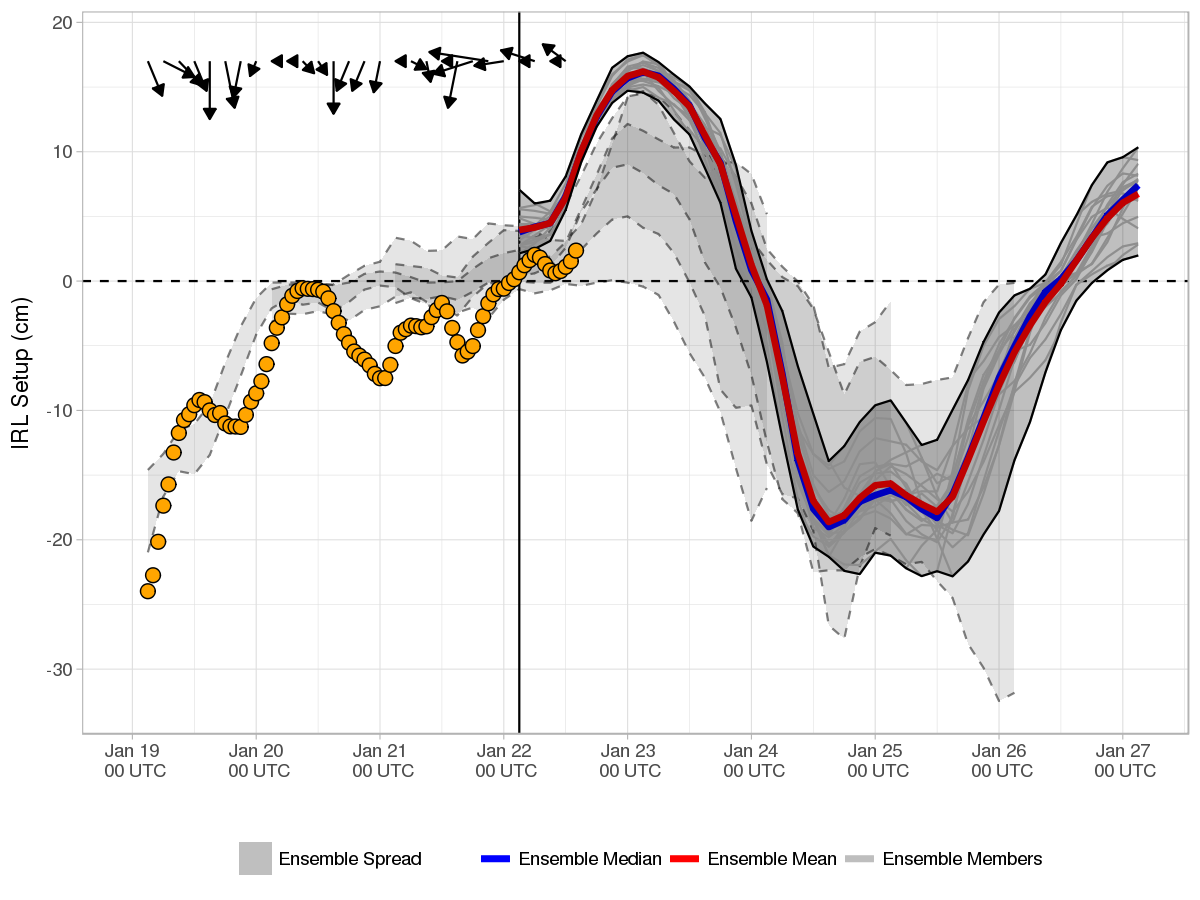 IRL Setup (cm)
20
10
0
-10
-20
-30
Jan 19 Jan 20 Jan 21 Jan 22 Jan 23 Jan 24 Jan 25 Jan 26 Jan 27
00 UTC 00 UTC 00 UTC 00 UTC 00 UTC 00 UTC 00 UTC 00 UTC 00 UTC
Ensemble Spread Ensemble Median Ensemble Mean Ensemble Members